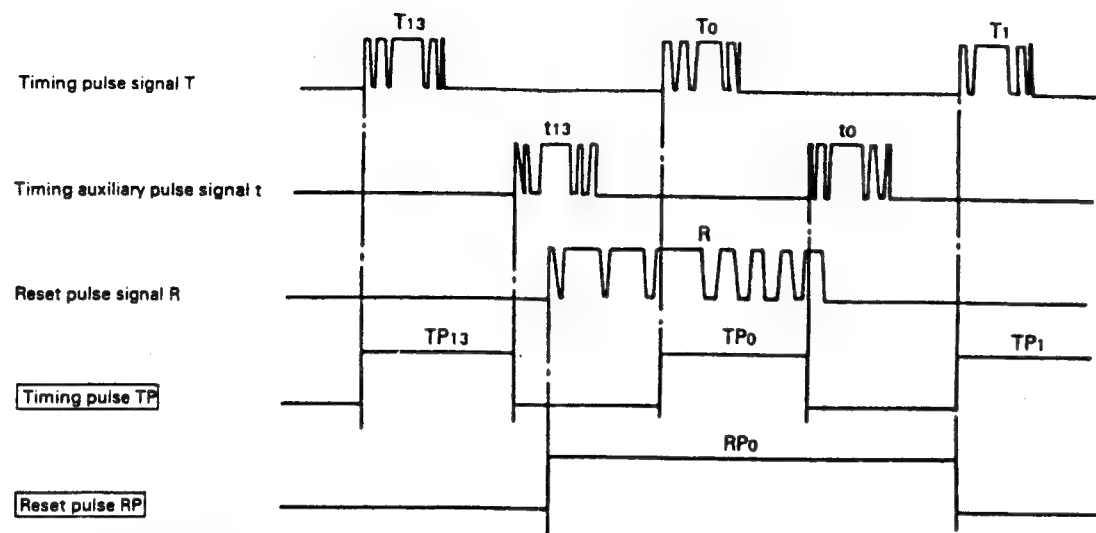 T13 T0 T1
Timing pulse signal T
t13 t0
Timing auxiliary pulse signal t
R
Reset pulse signal R
TP13 TP0 TP1
Timing pulse TP
RP0
Reset pulse RP